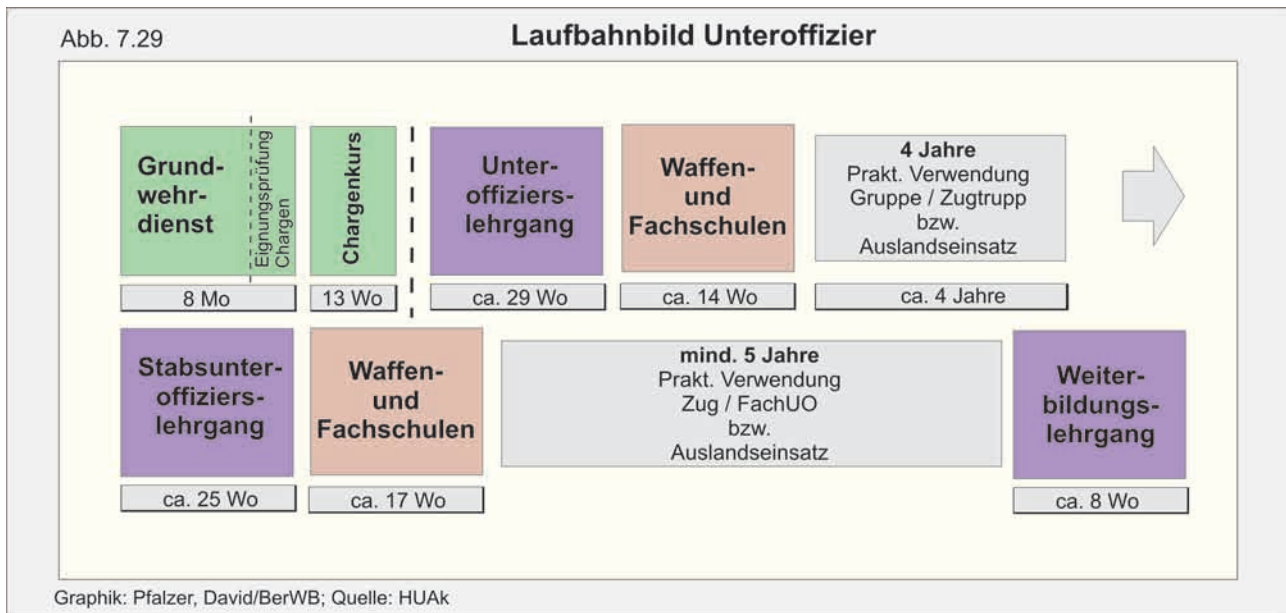 Abb. 7.29
Laufbahnbild Unteroffizier
Grund-
wehr-
dienst
Eignungsprüfung
Chargen
8 Mo
Chargenkurs
13 Wo
Unter-
offiziers-
lehrgang
ca. 29 Wo
Waffen-
und
Fachschulen
ca. 14 Wo
4 Jahre
Prakt. Verwendung
Gruppe / Zugtrupp
bzw.
Auslandseinsatz
ca. 4 Jahre
Stabsunter-
offiziers-
lehrgang
ca. 25 Wo
Waffen-
und
Fachschulen
ca. 17 Wo
mind. 5 Jahre
Prakt. Verwendung
Zug / FachUO
bzw.
Auslandseinsatz
Weiter-
bildungs-
lehrgang
ca. 8 Wo
Graphik: Pfalzer, David/BerWB; Quelle: HUAk